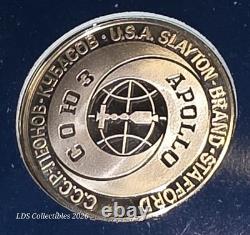 С.С.С.Р·ЛЕОНОВ·КУБАСОВ · U.S.A. SLAYTON·BRAND·STAFFORD
СОЮЗ
APOLLO
LDS Collectibles 2026